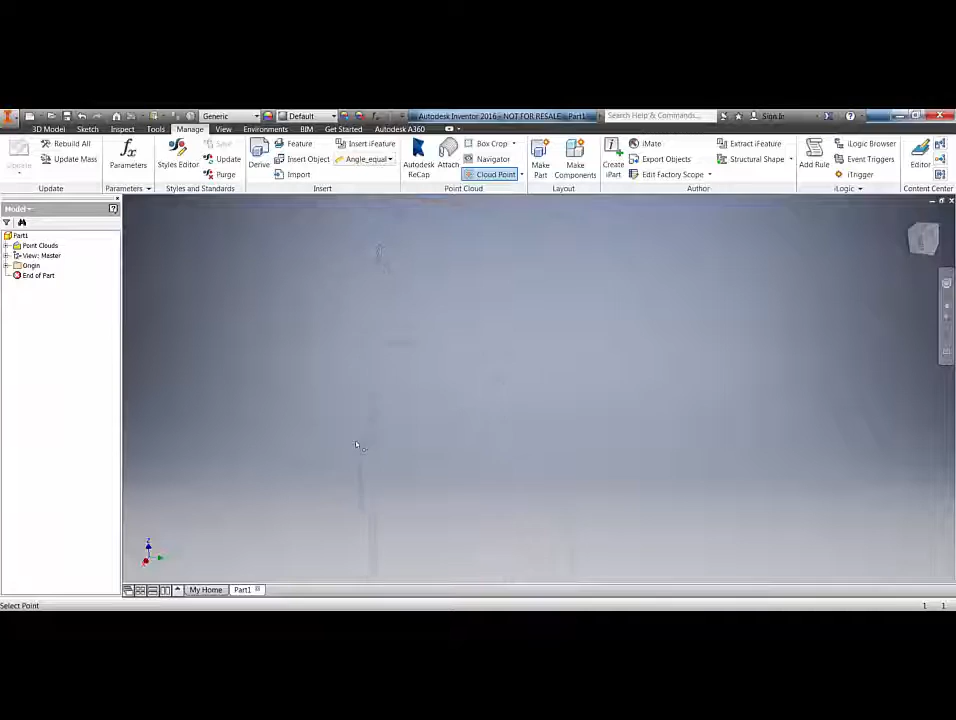 Generic Default Autodesk Inventor 2016 - NOT FOR RESALE Part1 Search Help & Commands... Sign In
3D Model Sketch Inspect Tools Manage View Environments BIM Get Started Autodesk A360
Update
Rebuild All
Update Mass
Update
fx
Parameters
Parameters
Styles Editor
Save
Update
Purge
Styles and Standards
Derive
Feature
Insert Object
Import
Insert iFeature
Angle_equal
Insert
Autodesk
ReCap
Attach
Box Crop
Navigator
Cloud Point
Point Cloud
Make
Part
Make
Components
Layout
Create
iPart
iMate
Export Objects
Edit Factory Scope
Extract iFeature
Structural Shape
Author
Add Rule
iLogic Browser
Event Triggers
iTrigger
iLogic
Editor
Content Center
Model
Part1
Point Clouds
View: Master
Origin
End of Part
Z
My Home Part1
Select Point
1 1